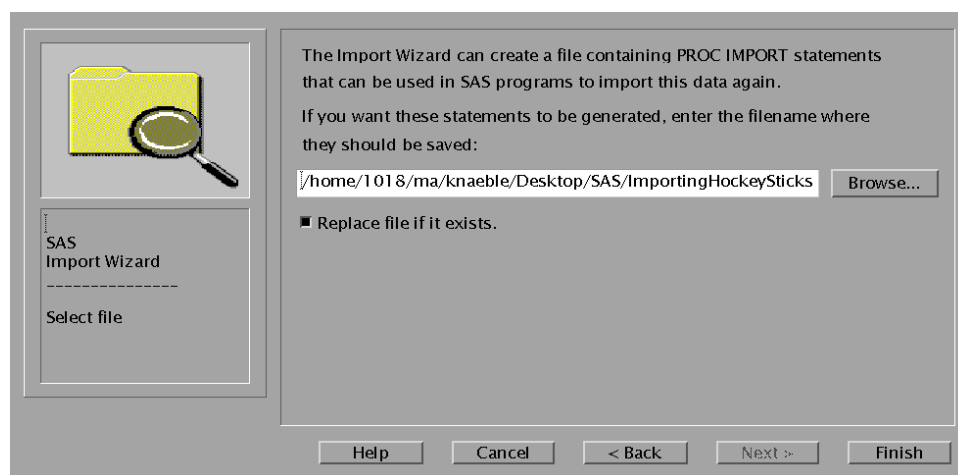 The Import Wizard can create a file containing PROC IMPORT statements
that can be used in SAS programs to import this data again.
If you want these statements to be generated, enter the filename where
they should be saved:
/home/1018/ma/knaeble/Desktop/SAS/ImportingHockeySticks
Browse...
Replace file if it exists.
SAS
Import Wizard
---------------
Select file
Help
Cancel
< Back
Next >
Finish